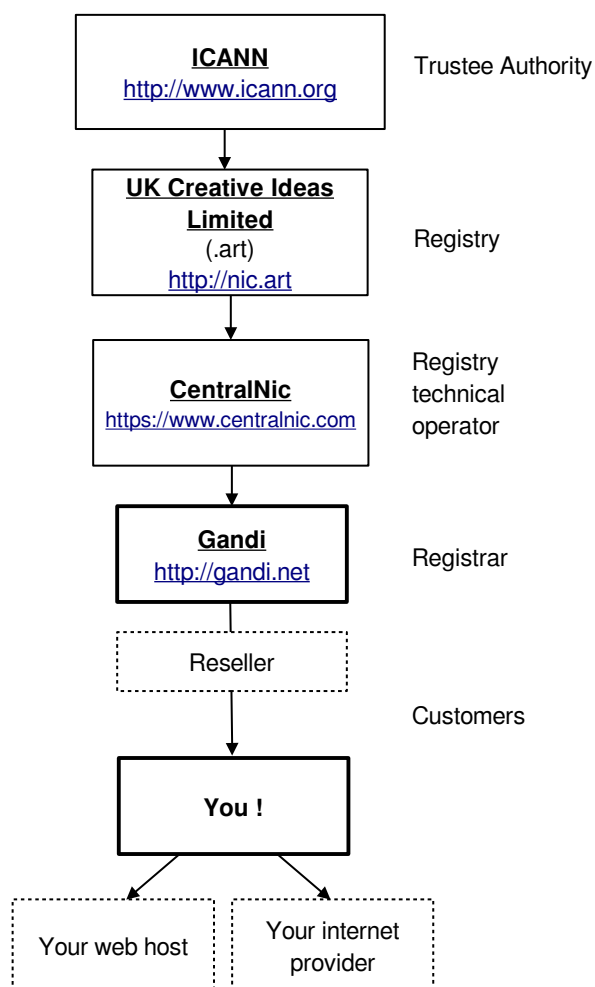 ICANN
http://www.icann.org
Trustee Authority
UK Creative Ideas
Limited
(.art)
http://nic.art
Registry
CentralNic
https://www.centralnic.com
Registry
technical
operator
Gandi
http://gandi.net
Registrar
Reseller
Customers
You !
Your web host
Your internet
provider